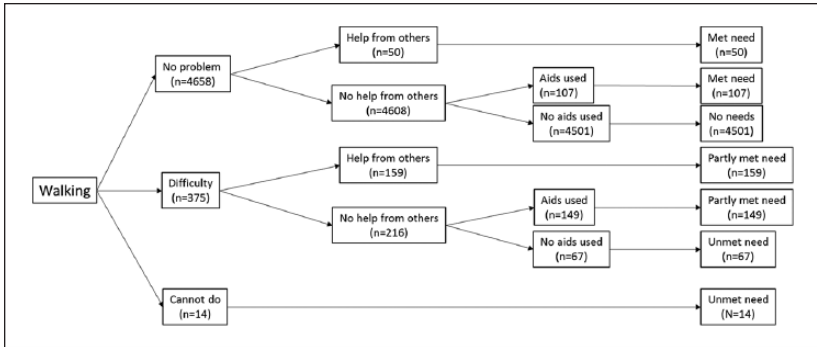 Help from others
(n=50)
Met need
(n=50)
No problem
(n=4658)
No help from others
(n=4608)
Aids used
(n=107)
Met need
(n=107)
No aids used
(n=4501)
No needs
(n=4501)
Walking
Difficulty
(n=375)
Help from others
(n=159)
Partly met need
(n=159)
No help from others
(n=216)
Aids used
(n=149)
Partly met need
(n=149)
No aids used
(n=67)
Unmet need
(n=67)
Cannot do
(n=14)
Unmet need
(N=14)